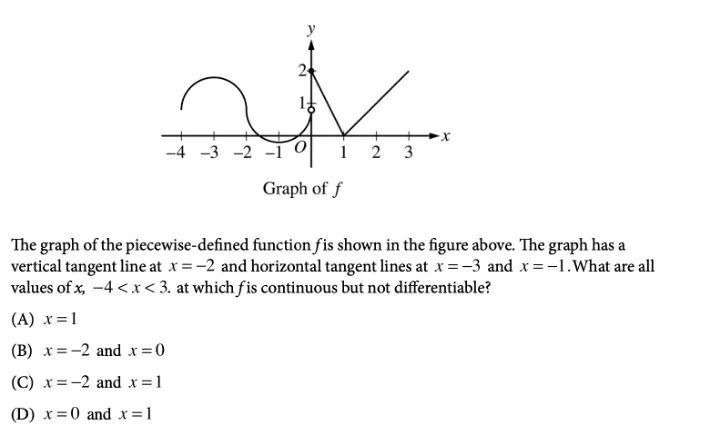 y
2
1
x
-4 -3 -2 -1 O 1 2 3
Graph of f
The graph of the piecewise-defined function f is shown in the figure above. The graph has a
vertical tangent line at x = -2 and horizontal tangent lines at x = -3 and x = -1. What are all
values of x, -4 < x < 3. at which f is continuous but not differentiable?
(A) x = 1
(B) x = -2 and x = 0
(C) x = -2 and x = 1
(D) x = 0 and x = 1